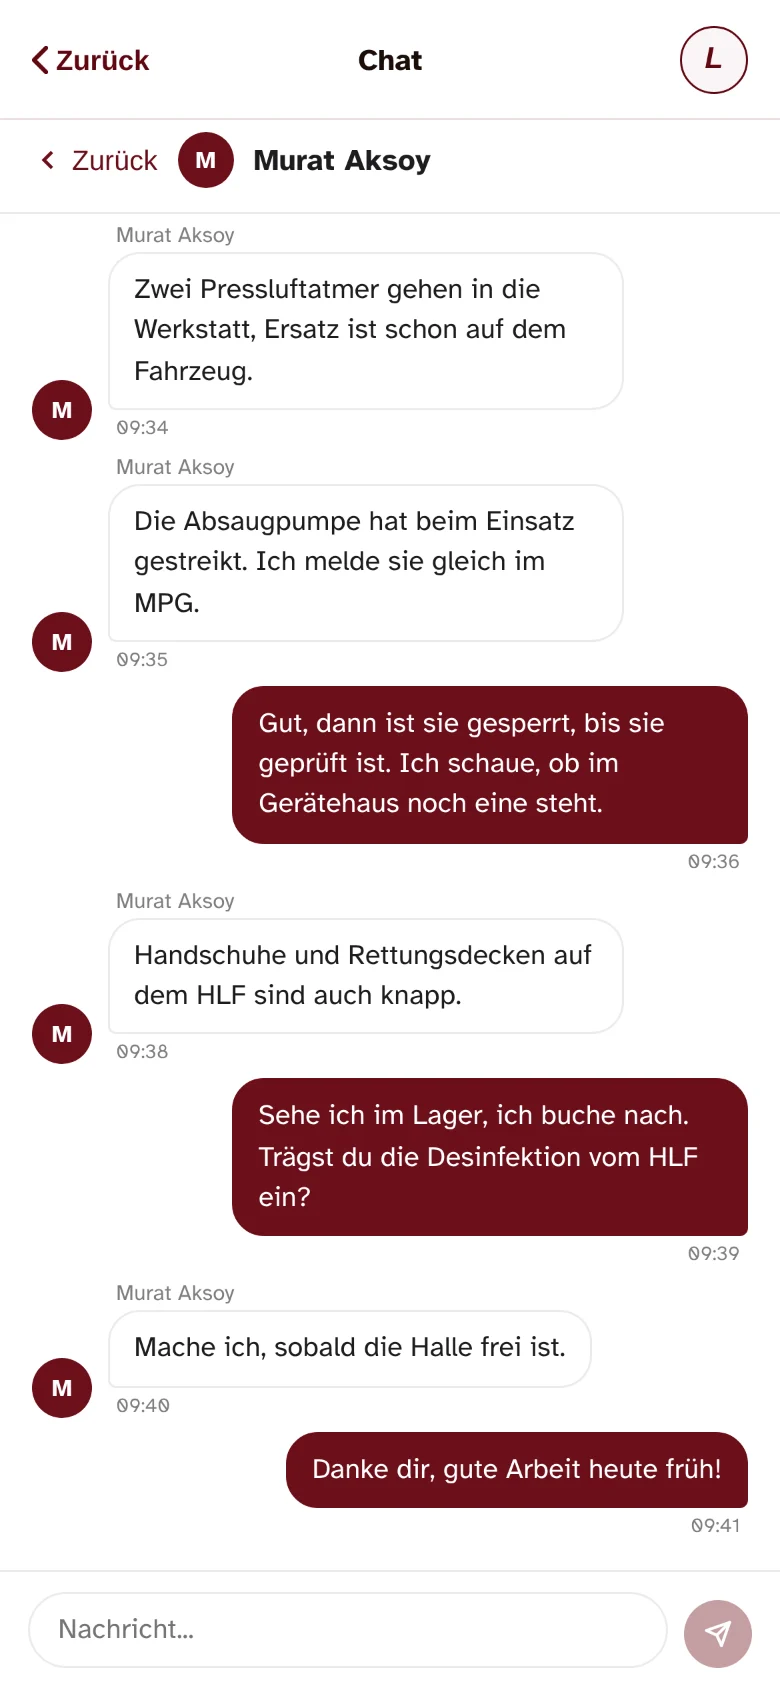 Zurück
Chat
L
Zurück
M
Murat Aksoy
Murat Aksoy
Zwei Pressluftatmer gehen in die
Werkstatt, Ersatz ist schon auf dem
Fahrzeug.
M
09:34
Murat Aksoy
Die Absaugpumpe hat beim Einsatz
gestreikt. Ich melde sie gleich im
MPG.
M
09:35
Gut, dann ist sie gesperrt, bis sie
geprüft ist. Ich schaue, ob im
Gerätehaus noch eine steht.
09:36
Murat Aksoy
Handschuhe und Rettungsdecken auf
dem HLF sind auch knapp.
M
09:38
Sehe ich im Lager, ich buche nach.
Trägst du die Desinfektion vom HLF
ein?
09:39
Murat Aksoy
Mache ich, sobald die Halle frei ist.
M
09:40
Danke dir, gute Arbeit heute früh!
09:41
Nachricht...